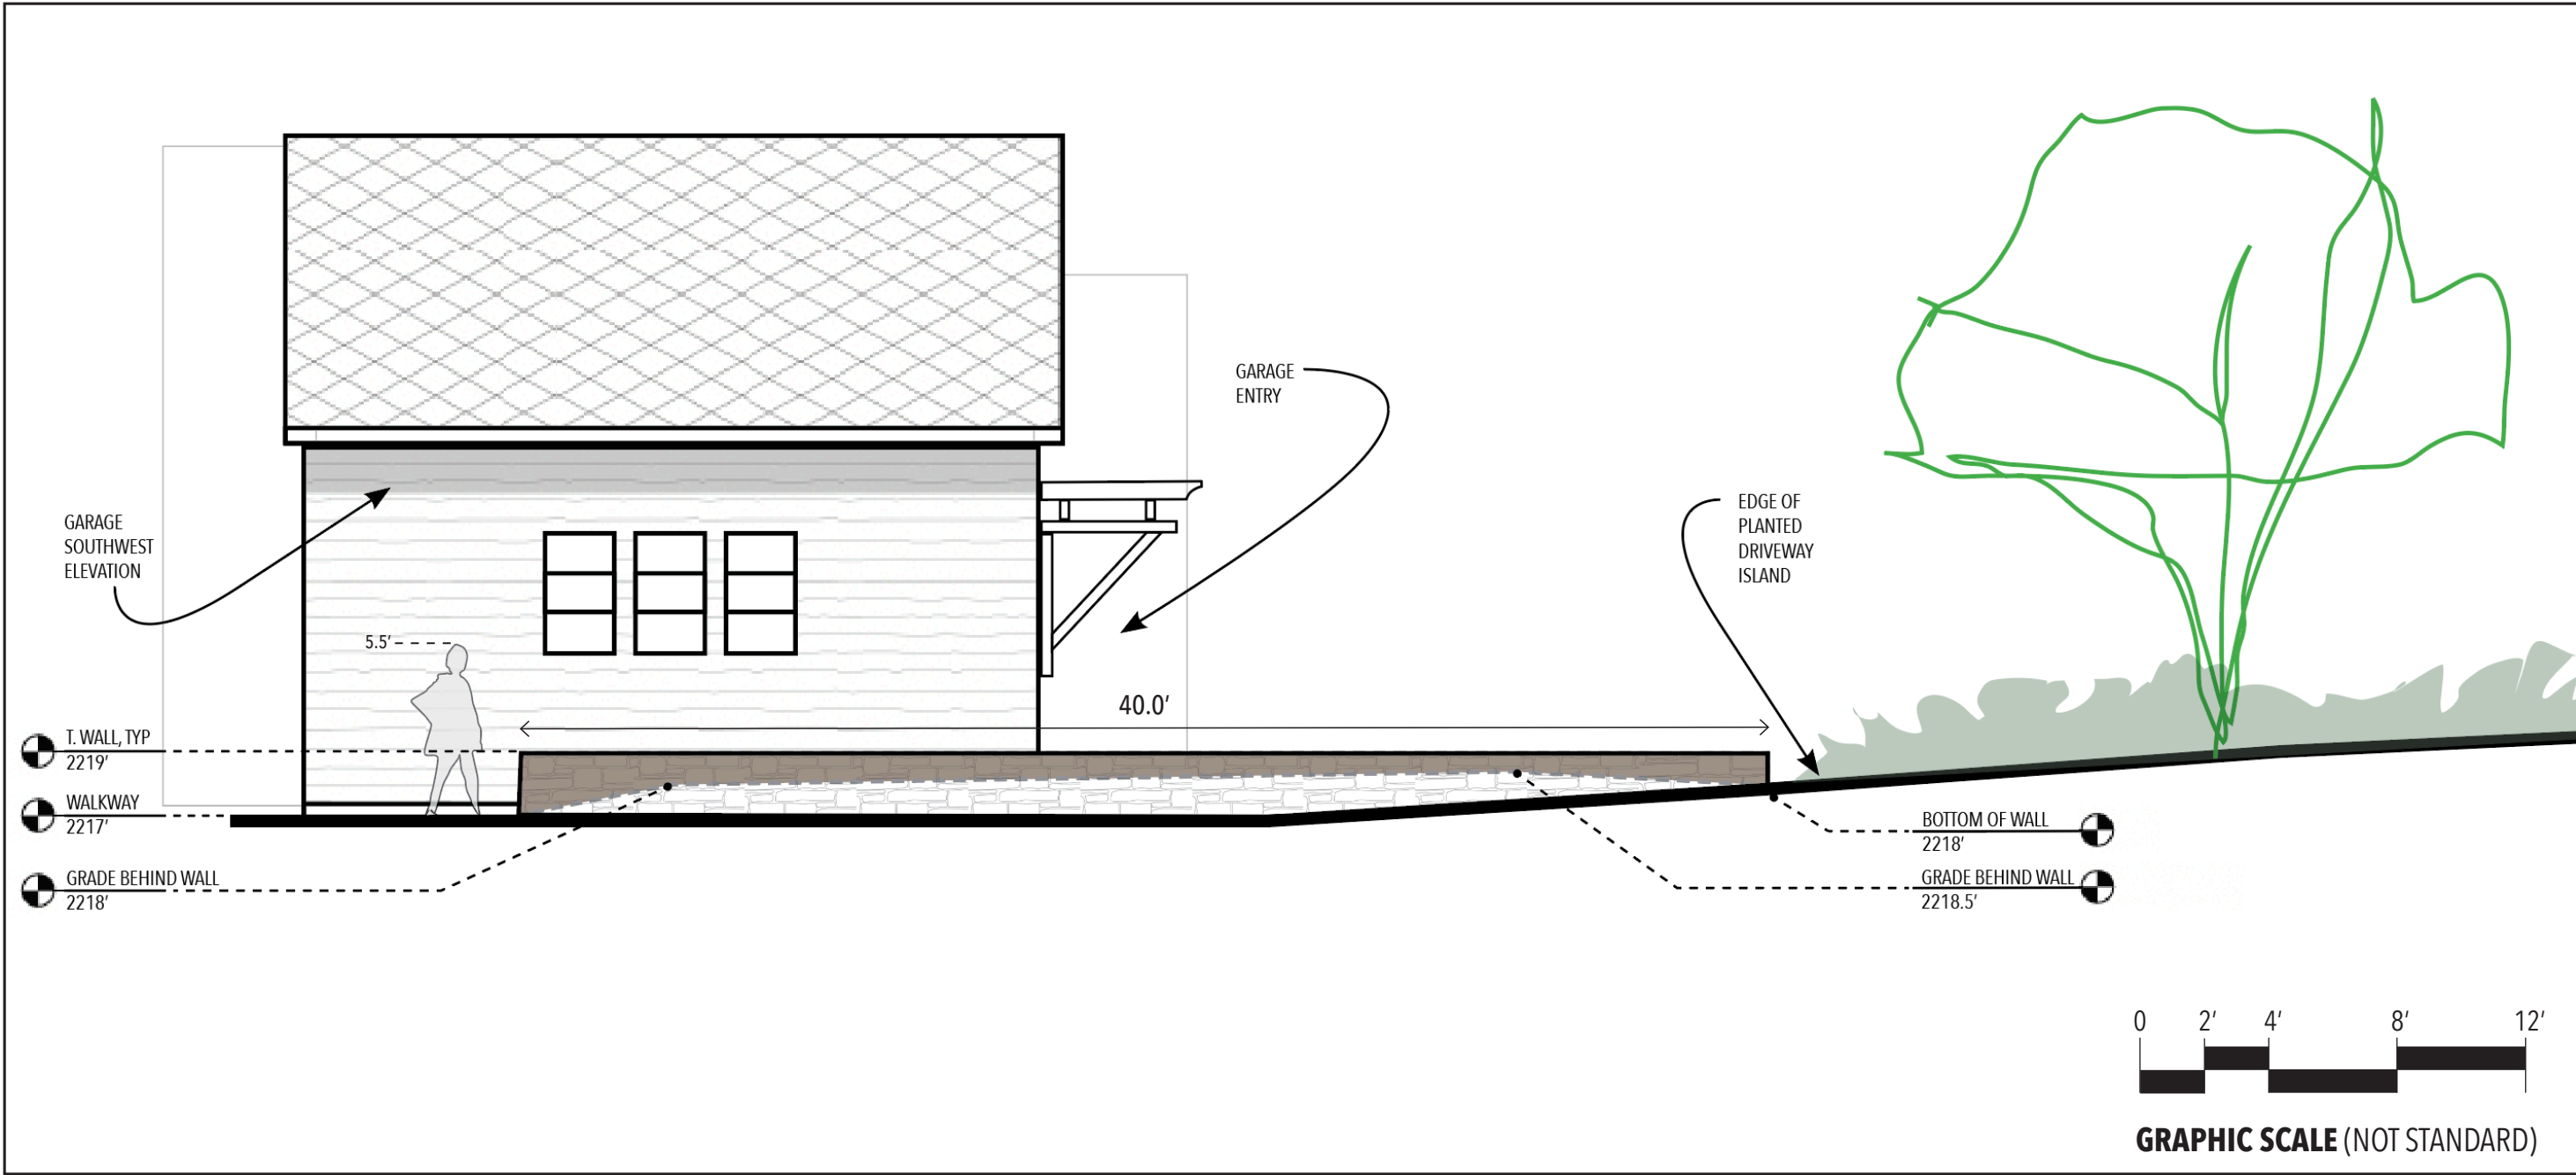 GARAGE
ENTRY
EDGE OF
PLANTED
DRIVEWAY
ISLAND
GARAGE
SOUTHWEST
ELEVATION
5.5’
40.0’
T. WALL, TYP
2219’
WALKWAY
2217’
GRADE BEHIND WALL
2218’
BOTTOM OF WALL
2218’
GRADE BEHIND WALL
2218.5’
0 2’ 4’ 8’ 12’
GRAPHIC SCALE (NOT STANDARD)